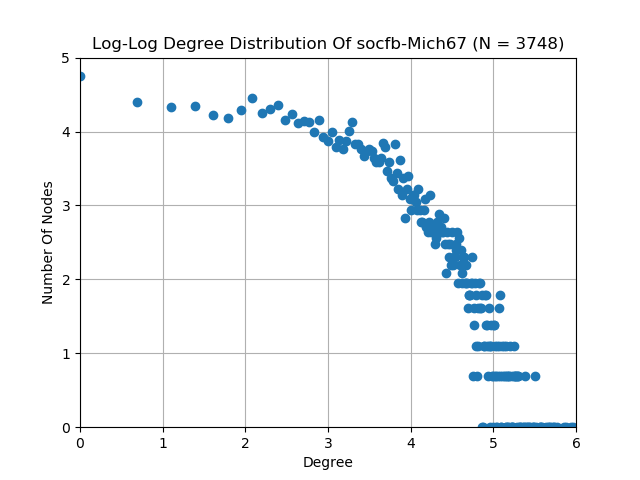 Log-Log Degree Distribution Of socfb-Mich67 (N = 3748)
5
4
3
2
1
0
Number Of Nodes
0 1 2 3 4 5 6
Degree